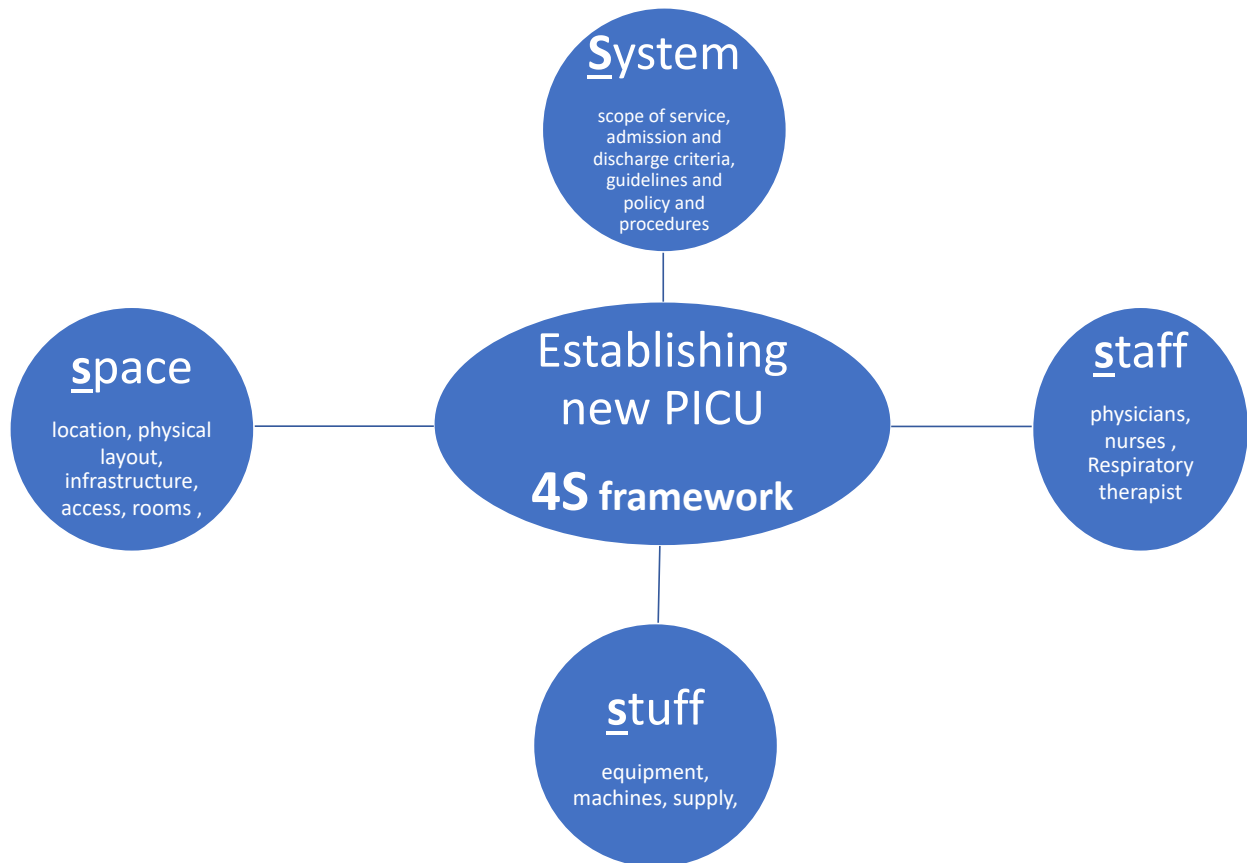 System
scope of service,
admission and
discharge criteria,
guidelines and
policy and
procedures
space
location, physical
layout,
infrastructure,
access, rooms ,
Establishing
new PICU
4S framework
staff
physicians,
nurses ,
Respiratory
therapist
stuff
equipment,
machines, supply,